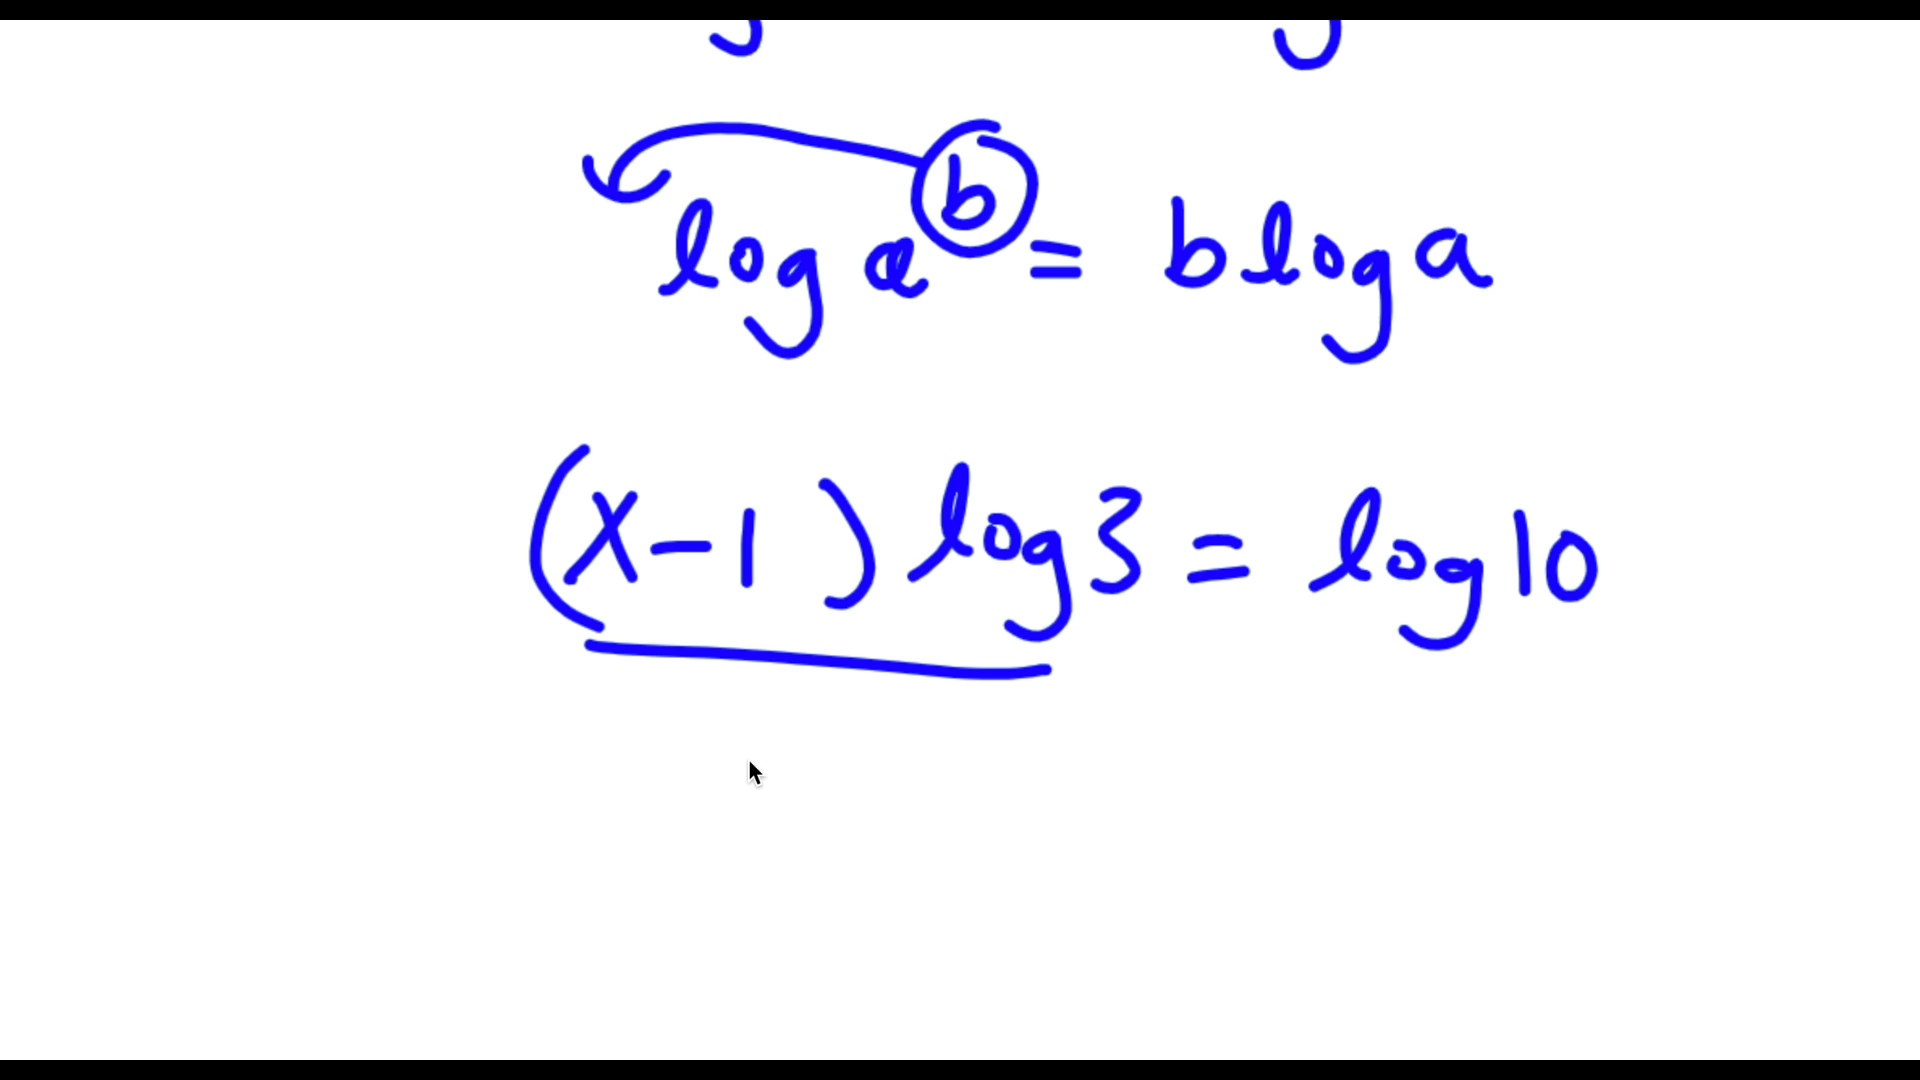 log a^b = b log a
(x-1) log 3 = log 10